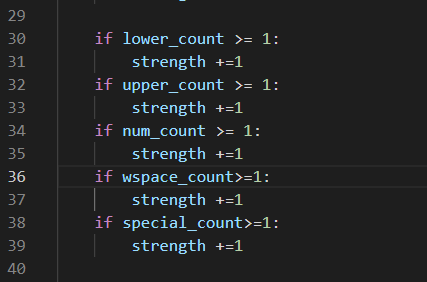 29
30 if lower_count >= 1:
31 strength +=1
32 if upper_count >= 1:
33 strength +=1
34 if num_count >= 1:
35 strength +=1
36 if wspace_count>=1:
37 strength +=1
38 if special_count>=1:
39 strength +=1
40